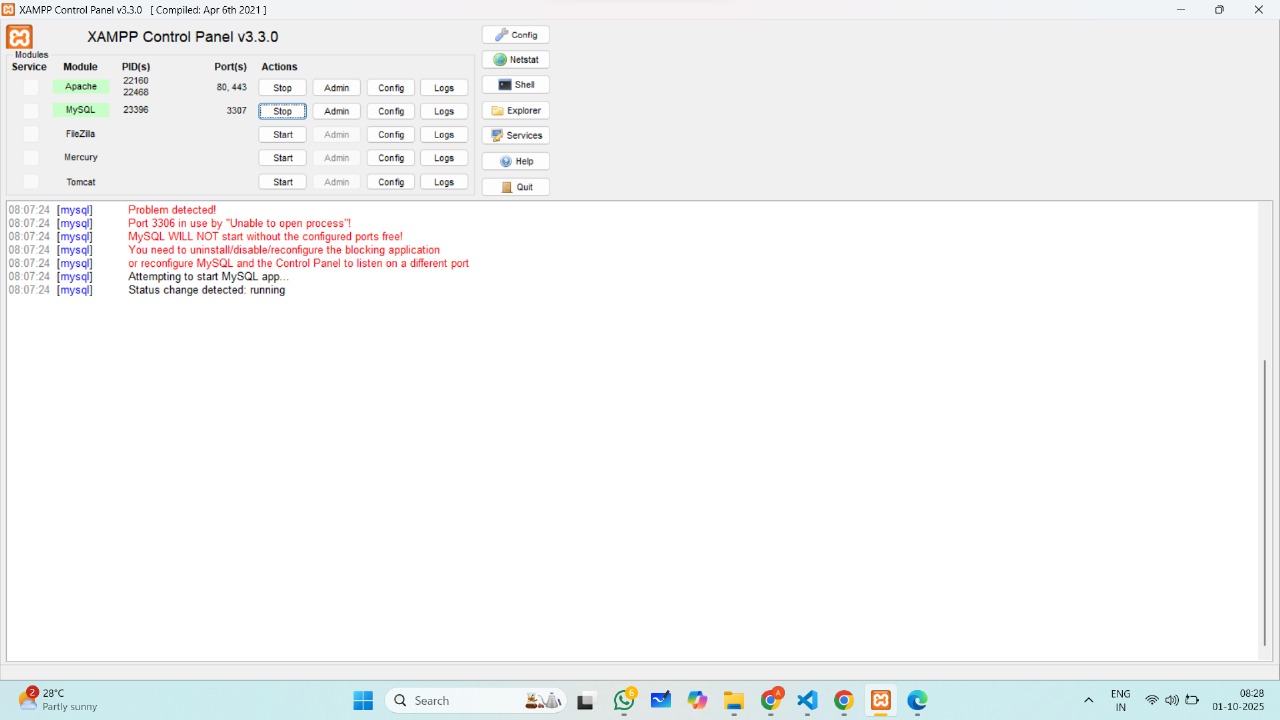 XAMPP Control Panel v3.3.0 [ Compiled: Apr 6th 2021 ]
XAMPP Control Panel v3.3.0
Config
Modules
Service Module PID(s) Port(s) Actions
Netstat
Apache 22160 22468 80, 443 Stop Admin Config Logs
Shell
MySQL 23396 3307 Stop Admin Config Logs
Explorer
FileZilla Start Admin Config Logs
Services
Mercury Start Admin Config Logs
Help
Tomcat Start Admin Config Logs
Quit
08:07:24 [mysql] Problem detected!
08:07:24 [mysql] Port 3306 in use by "Unable to open process"!
08:07:24 [mysql] MySQL WILL NOT start without the configured ports free!
08:07:24 [mysql] You need to uninstall/disable/reconfigure the blocking application
08:07:24 [mysql] or reconfigure MySQL and the Control Panel to listen on a different port
08:07:24 [mysql] Attempting to start MySQL app...
08:07:24 [mysql] Status change detected: running
2
28°C
Partly sunny
Search
6
A
ENG
IN
08:28
01-10-2025